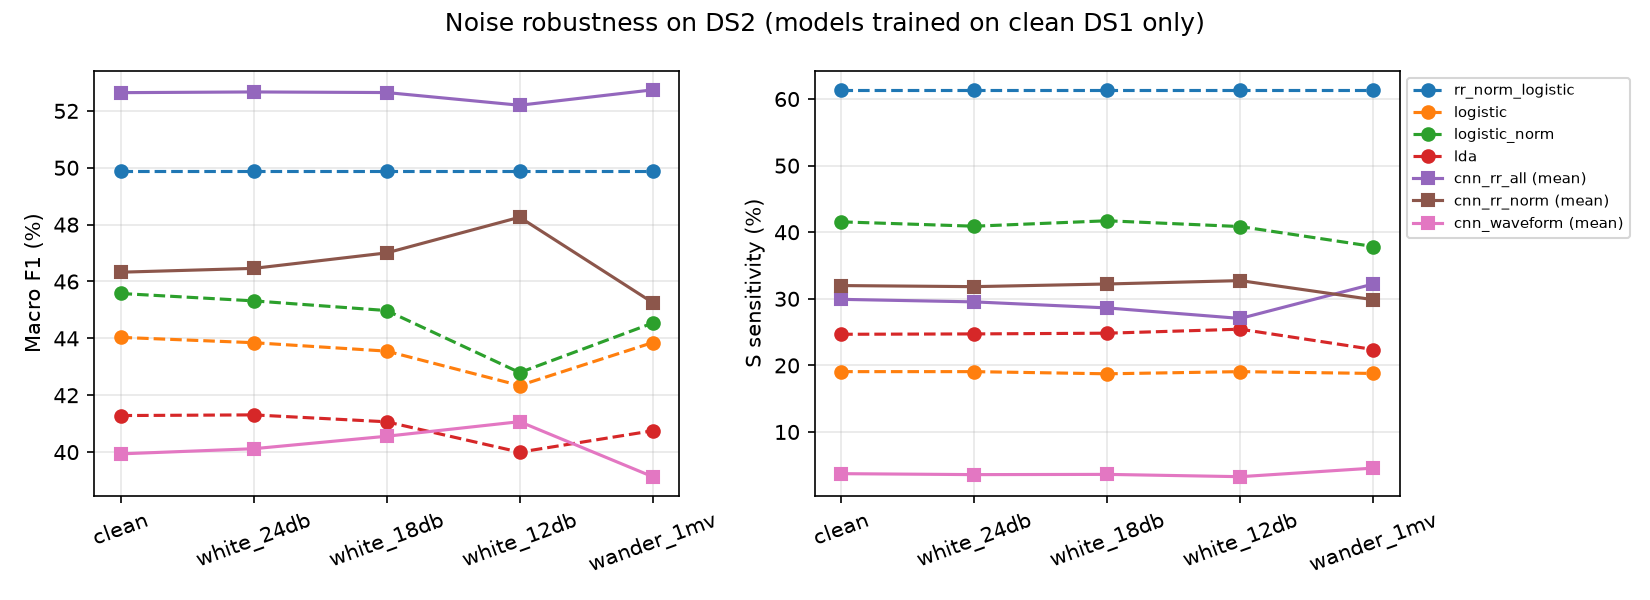 Noise robustness on DS2 (models trained on clean DS1 only)
Macro F1 (%)
52
50
48
46
44
42
40
clean
white_24db
white_18db
white_12db
wander_1mv
S sensitivity (%)
60
50
40
30
20
10
clean
white_24db
white_18db
white_12db
wander_1mv
rr_norm_logistic
logistic
logistic_norm
lda
cnn_rr_all (mean)
cnn_rr_norm (mean)
cnn_waveform (mean)